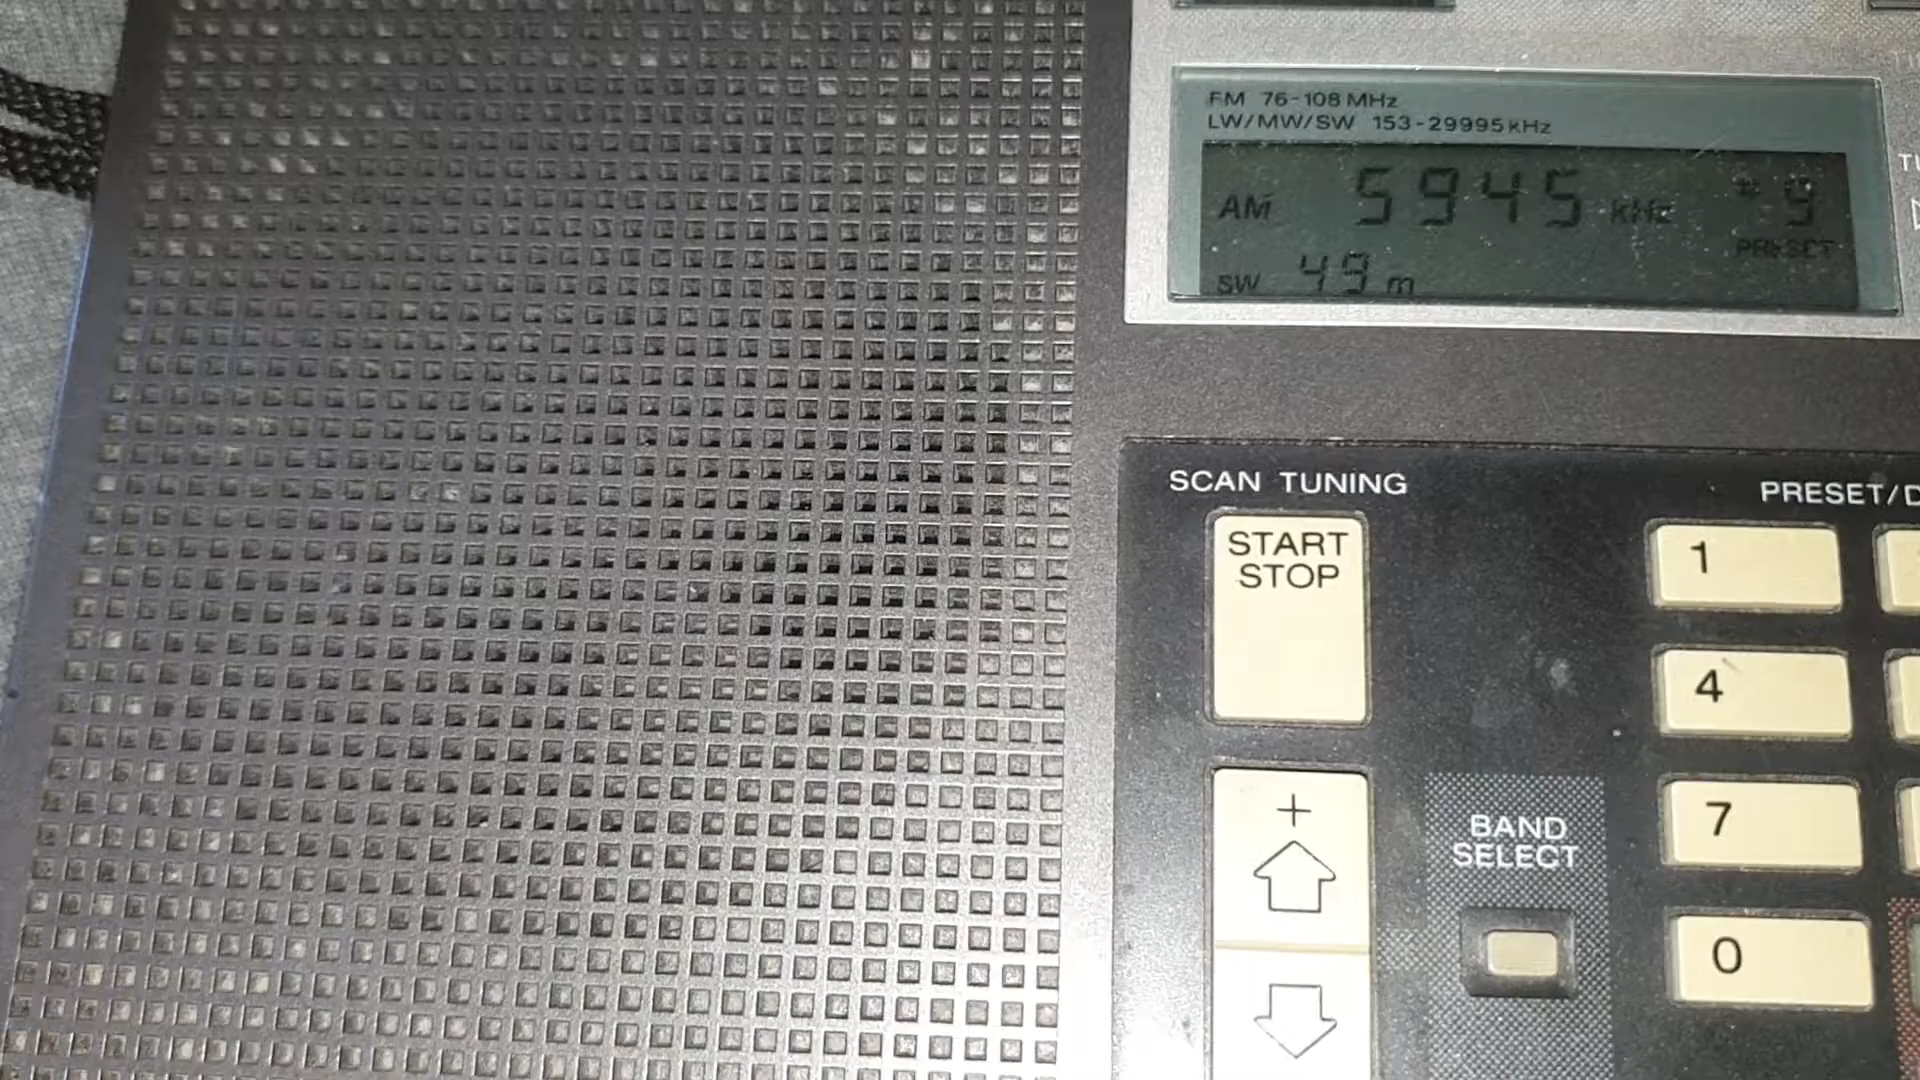 FM 76-108 MHz
LW/MW/SW 153-29995 kHz
AM 5945 kHz 9
PRESET
SW 49 m
SCAN TUNING
PRESET/D
START
STOP
1
4
+
7
BAND
SELECT
0